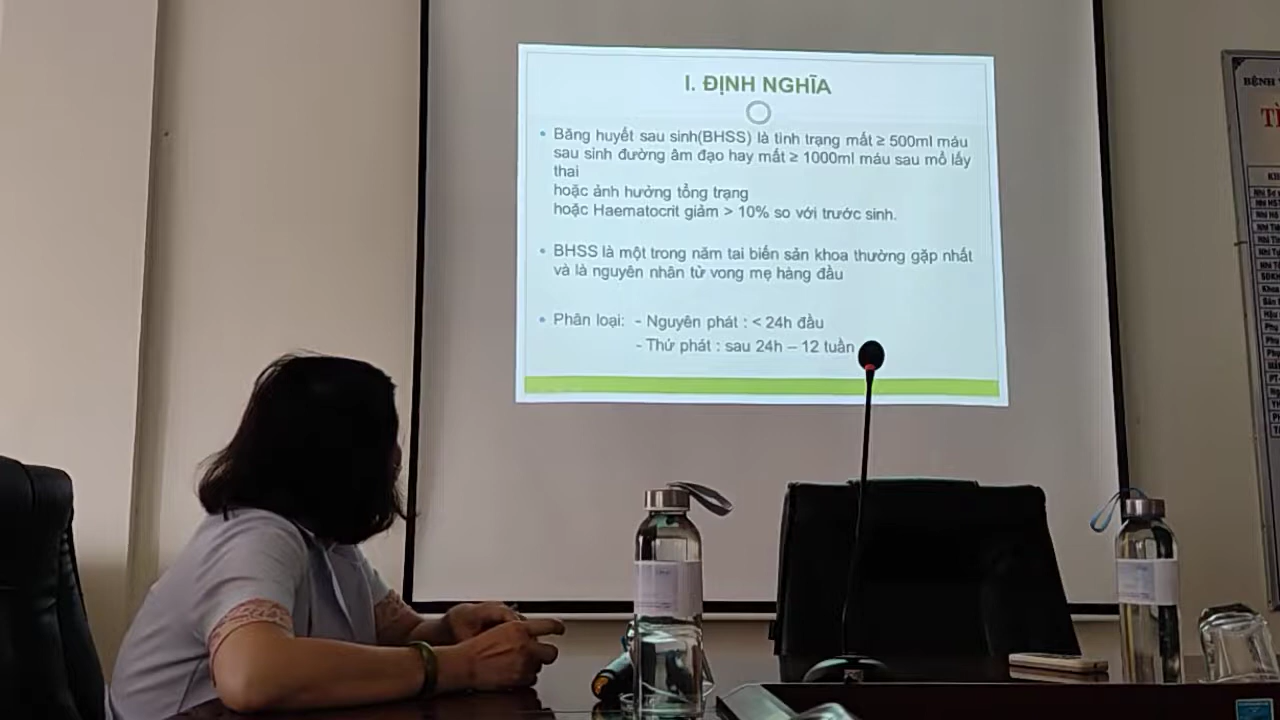 I. ĐỊNH NGHĨA
Băng huyết sau sinh(BHSS) là tình trạng mất ≥ 500ml máu
sau sinh đường âm đạo hay mất ≥ 1000ml máu sau mổ lấy
thai
hoặc ảnh hưởng tổng trạng
hoặc Haematocrit giảm > 10% so với trước sinh.
BHSS là một trong năm tai biến sản khoa thường gặp nhất
và là nguyên nhân tử vong mẹ hàng đầu
Phân loại: - Nguyên phát : < 24h đầu
- Thứ phát : sau 24h – 12 tuần
BỆNH